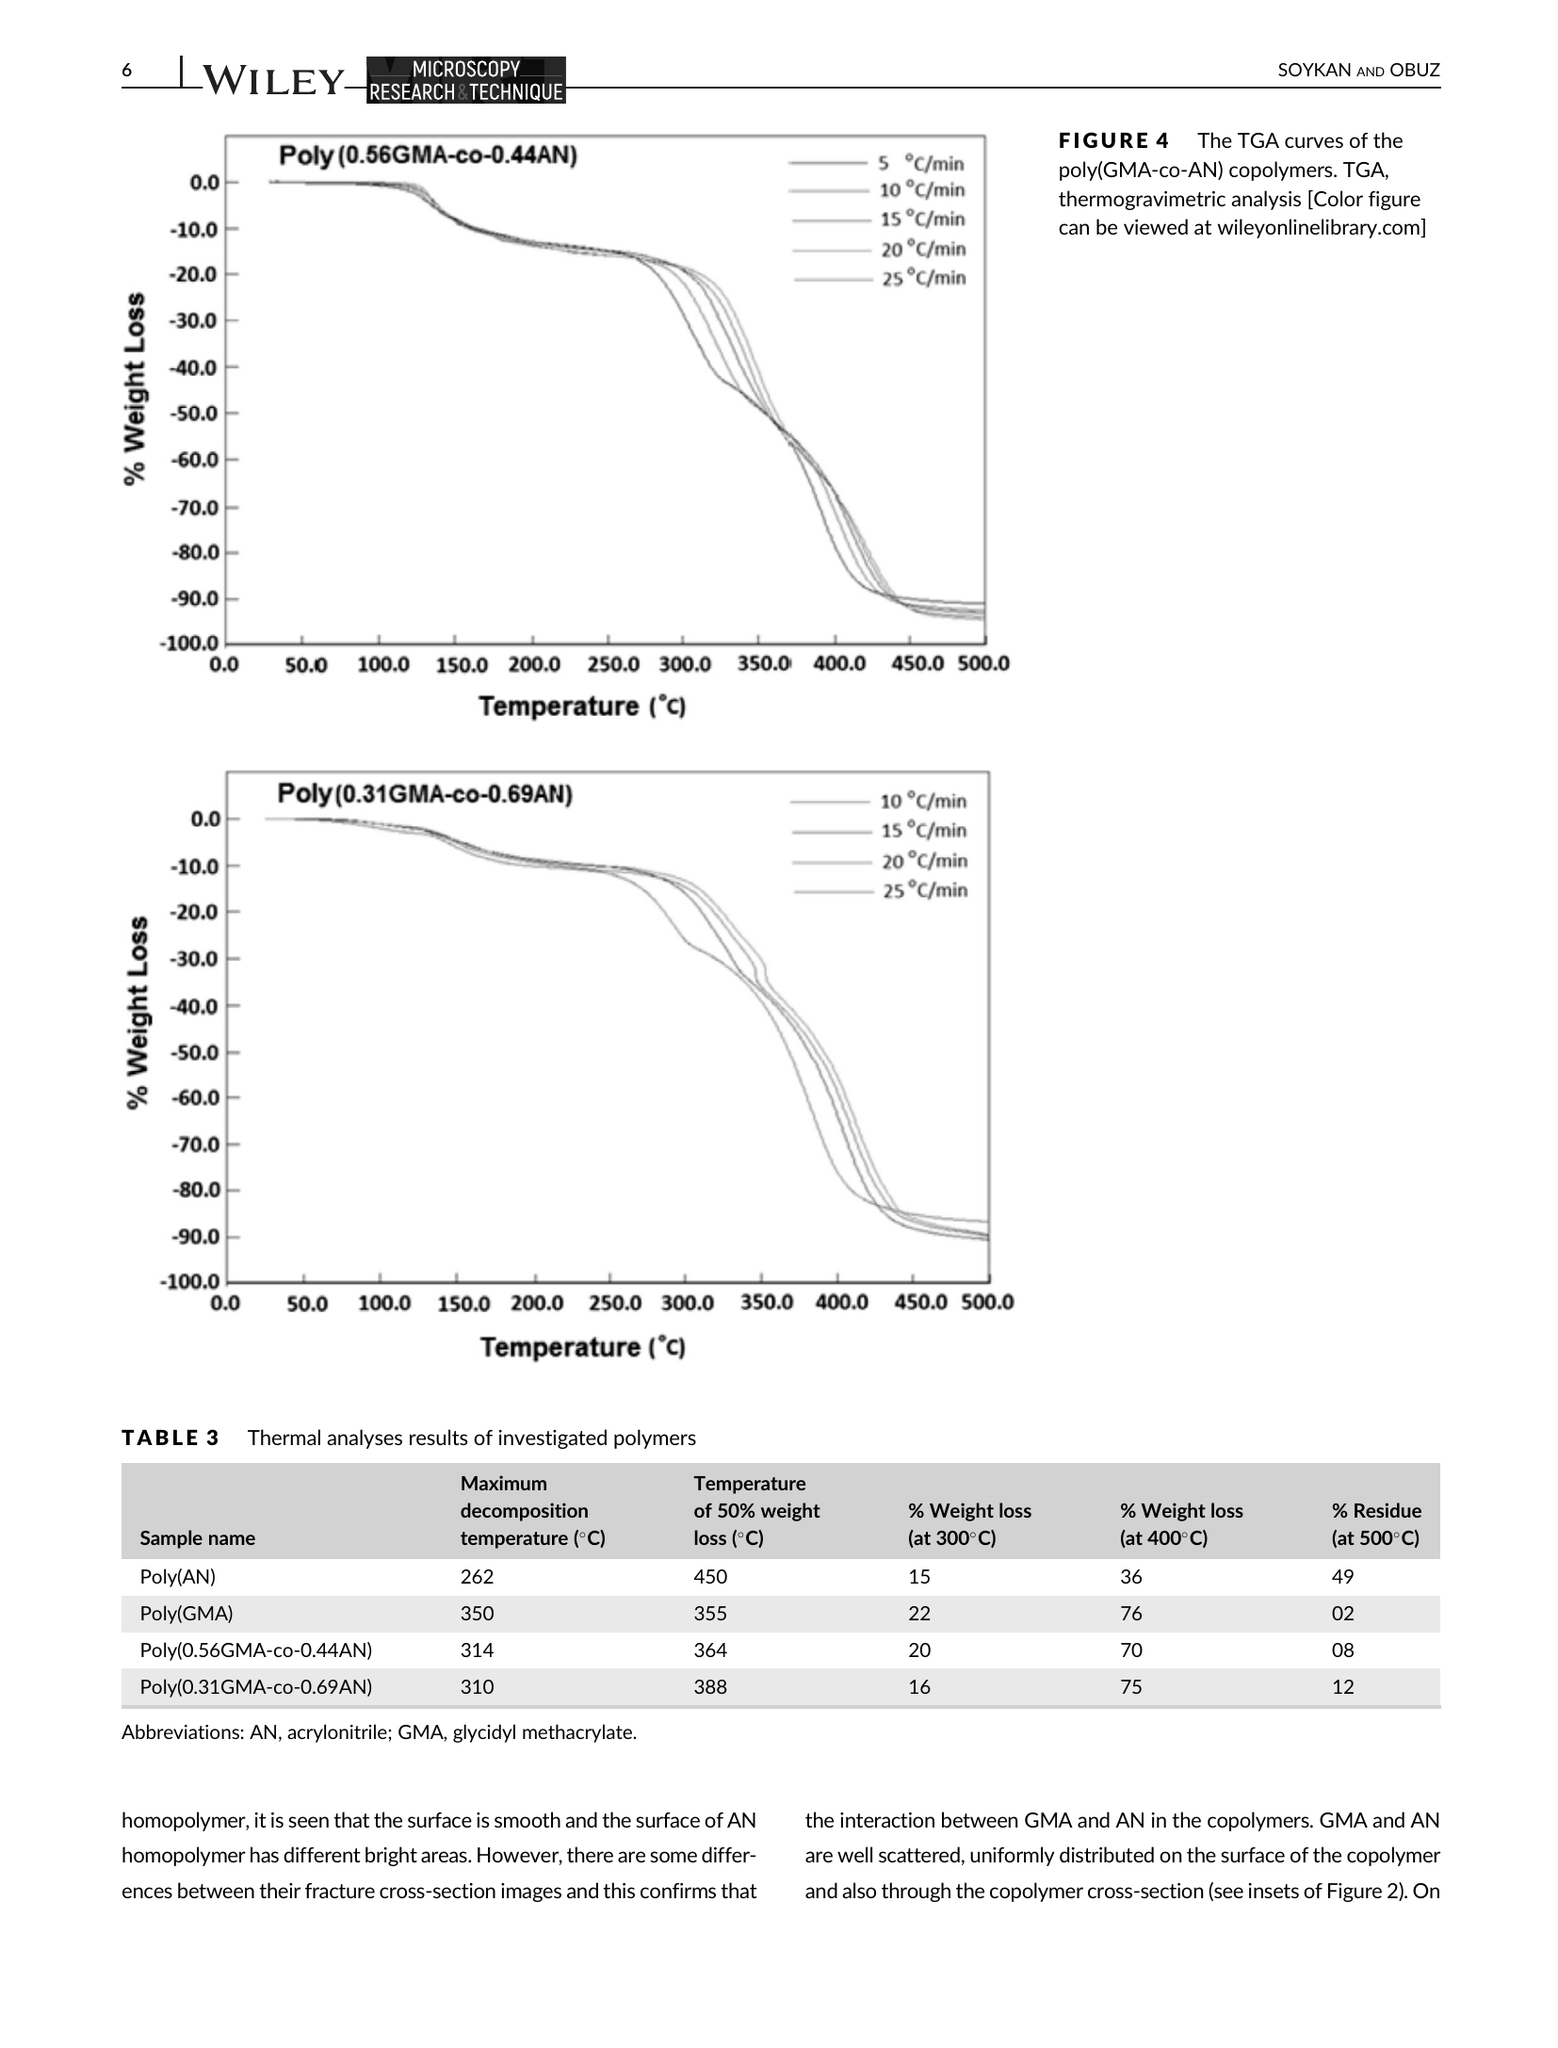 6
WILEY
MICROSCOPY
RESEARCH & TECHNIQUE
SOYKAN AND OBUZ
FIGURE 4 The TGA curves of the
poly(GMA-co-AN) copolymers. TGA,
thermogravimetric analysis [Color figure
can be viewed at wileyonlinelibrary.com]
Poly(0.56GMA-co-0.44AN)
5 °C/min
10 °C/min
15 °C/min
20 °C/min
25 °C/min
% Weight Loss
0.0
-10.0
-20.0
-30.0
-40.0
-50.0
-60.0
-70.0
-80.0
-90.0
-100.0
0.0 50.0 100.0 150.0 200.0 250.0 300.0 350.0 400.0 450.0 500.0
Temperature (°C)
Poly(0.31GMA-co-0.69AN)
10 °C/min
15 °C/min
20 °C/min
25 °C/min
% Weight Loss
0.0
-10.0
-20.0
-30.0
-40.0
-50.0
-60.0
-70.0
-80.0
-90.0
-100.0
0.0 50.0 100.0 150.0 200.0 250.0 300.0 350.0 400.0 450.0 500.0
Temperature (°C)
TABLE 3 Thermal analyses results of investigated polymers
Sample name | Maximum decomposition temperature (°C) | Temperature of 50% weight loss (°C) | % Weight loss (at 300°C) | % Weight loss (at 400°C) | % Residue (at 500°C)
Poly(AN) 262 450 15 36 49
Poly(GMA) 350 355 22 76 02
Poly(0.56GMA-co-0.44AN) 314 364 20 70 08
Poly(0.31GMA-co-0.69AN) 310 388 16 75 12
Abbreviations: AN, acrylonitrile; GMA, glycidyl methacrylate.
homopolymer, it is seen that the surface is smooth and the surface of AN
homopolymer has different bright areas. However, there are some differ-
ences between their fracture cross-section images and this confirms that
the interaction between GMA and AN in the copolymers. GMA and AN
are well scattered, uniformly distributed on the surface of the copolymer
and also through the copolymer cross-section (see insets of Figure 2). On